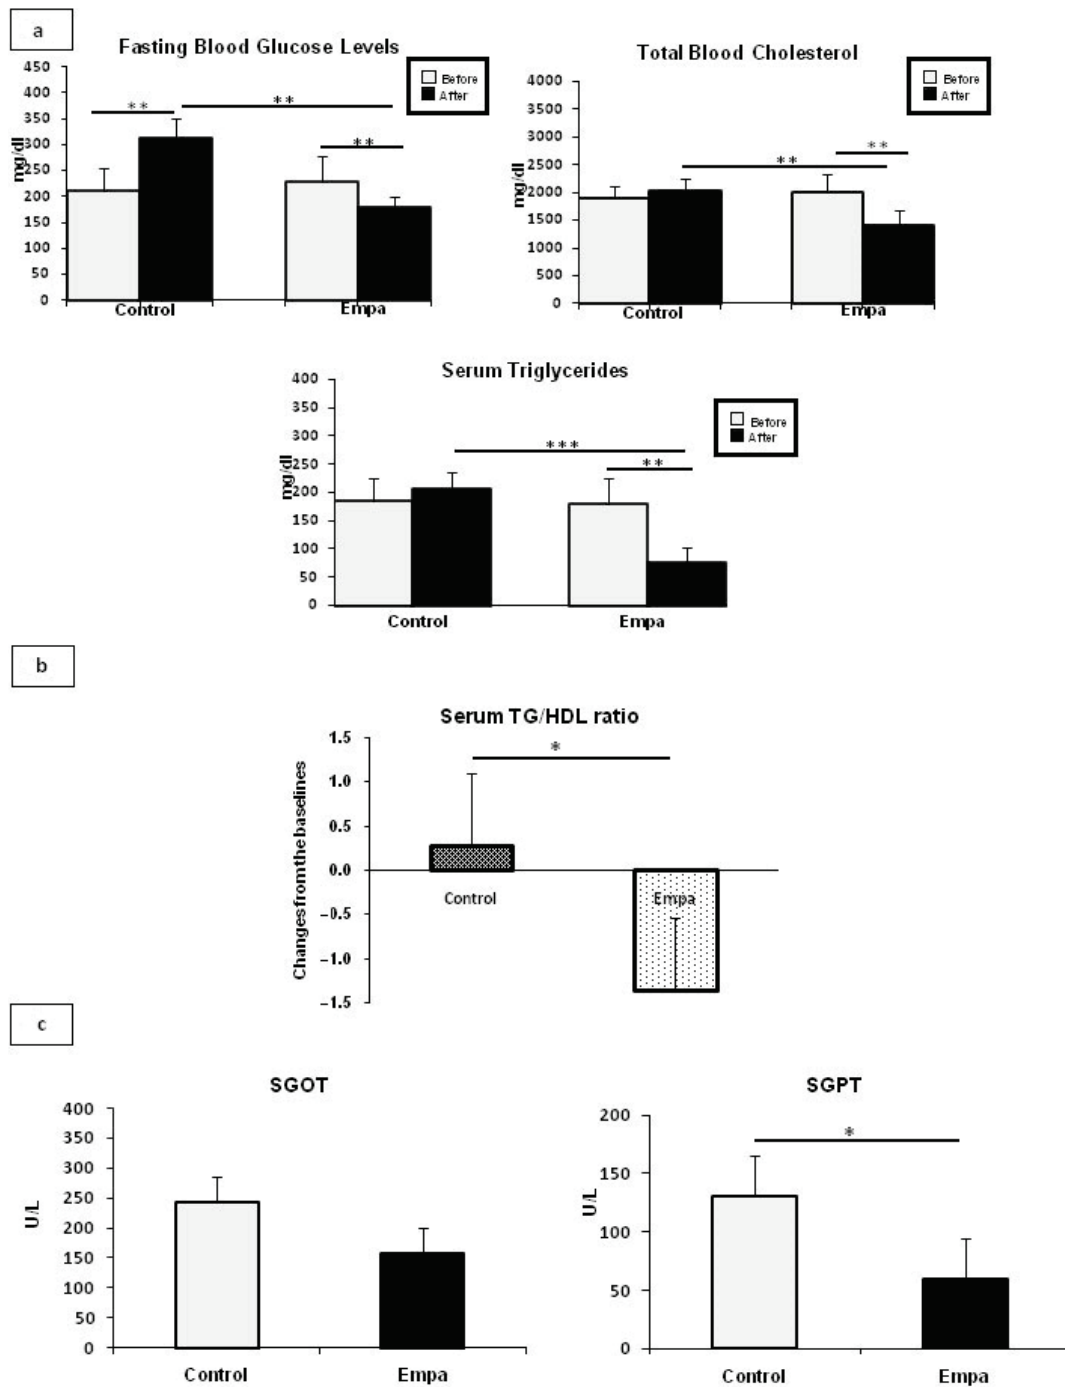 a
Fasting Blood Glucose Levels
450
400
350
300
250
200
150
100
50
0
mg/dl
Before
After
**
**
**
Control
Empa
Total Blood Cholesterol
4000
3500
3000
2500
2000
1500
1000
500
0
mg/dl
Before
After
**
**
Control
Empa
Serum Triglycerides
400
350
300
250
200
150
100
50
0
mg/dl
Before
After
***
**
Control
Empa
b
Serum TG/HDL ratio
1.5
1.0
0.5
0.0
−0.5
−1.0
−1.5
Changes from the baselines
*
Control
Empa
c
SGOT
400
350
300
250
200
150
100
50
0
U/L
Control
Empa
SGPT
200
150
100
50
0
U/L
*
Control
Empa